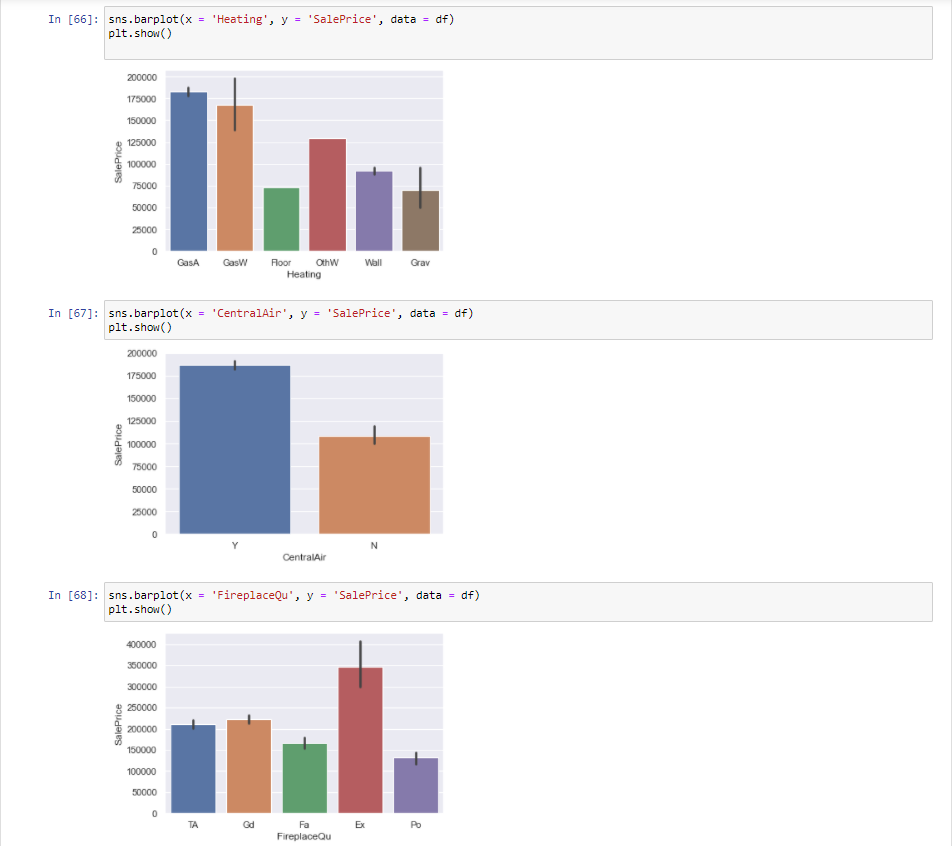 In [66]: sns.barplot(x = 'Heating', y = 'SalePrice', data = df)
plt.show()
200000
175000
150000
125000
100000
75000
50000
25000
0
SalePrice
GasA GasW Floor OthW Wall Grav
Heating
In [67]: sns.barplot(x = 'CentralAir', y = 'SalePrice', data = df)
plt.show()
200000
175000
150000
125000
100000
75000
50000
25000
0
SalePrice
Y N
CentralAir
In [68]: sns.barplot(x = 'FireplaceQu', y = 'SalePrice', data = df)
plt.show()
400000
350000
300000
250000
200000
150000
100000
50000
0
SalePrice
TA Gd Fa Ex Po
FireplaceQu